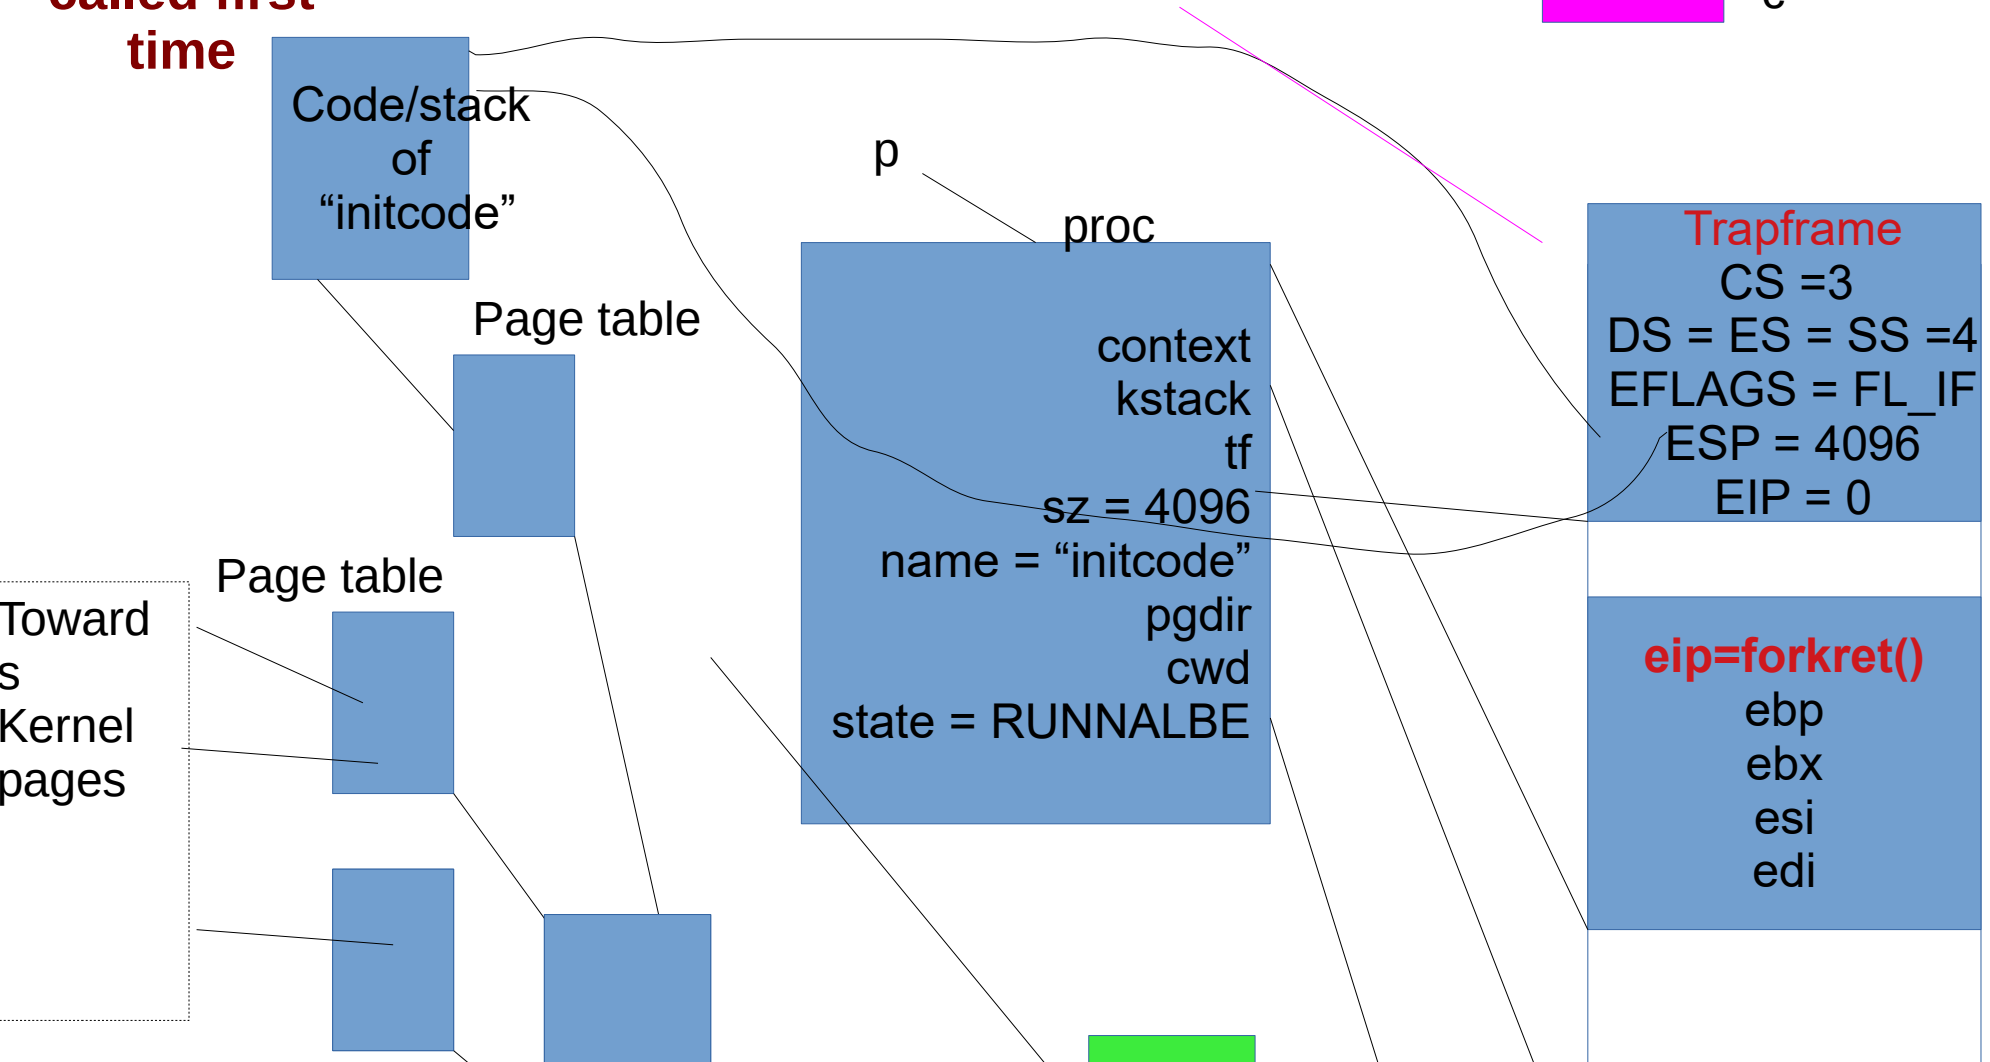 called first
time
Code/stack
of
“initcode”
p
proc
Page table
context
kstack
tf
sz = 4096
name = “initcode”
pgdir
cwd
state = RUNNALBE
Trapframe
CS =3
DS = ES = SS =4
EFLAGS = FL_IF
ESP = 4096
EIP = 0
Page table
Toward
s
Kernel
pages
eip=forkret()
ebp
ebx
esi
edi